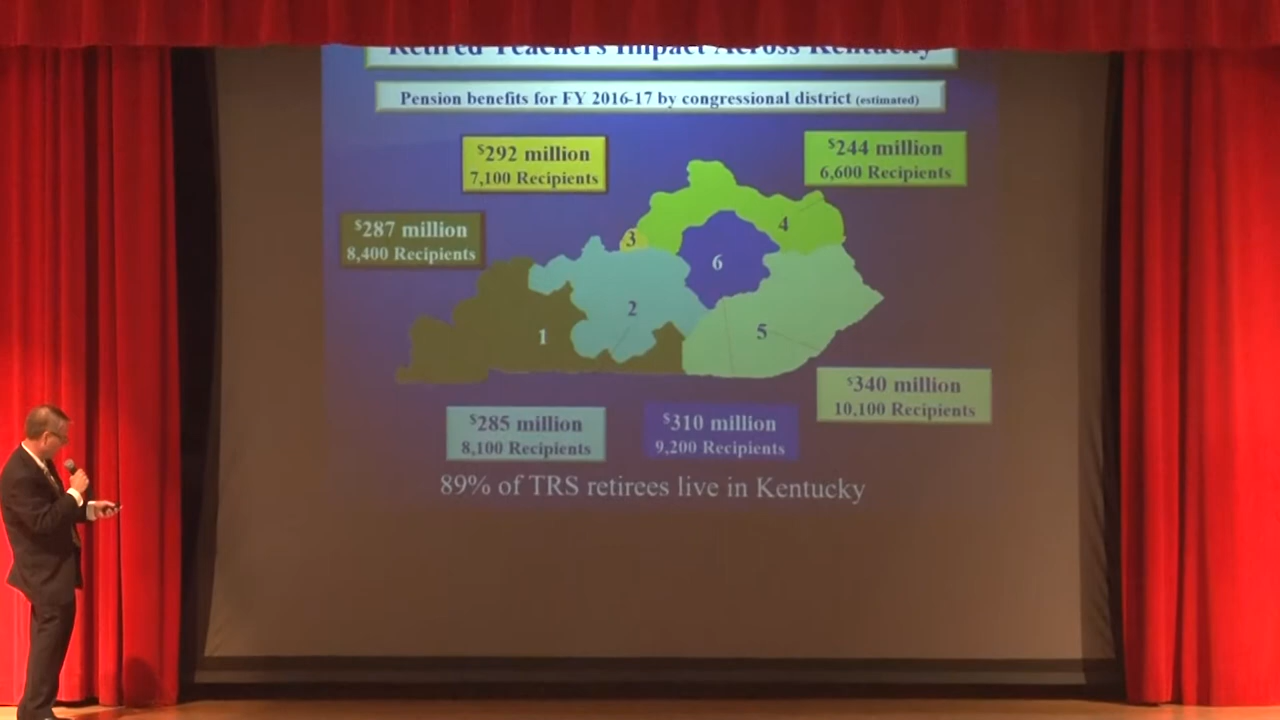 Retired Teachers Impact Across Kentucky
Pension benefits for FY 2016-17 by congressional district (estimated)
$292 million
7,100 Recipients
$244 million
6,600 Recipients
$287 million
8,400 Recipients
4
3
6
2
5
1
$340 million
10,100 Recipients
$285 million
8,100 Recipients
$310 million
9,200 Recipients
89% of TRS retirees live in Kentucky